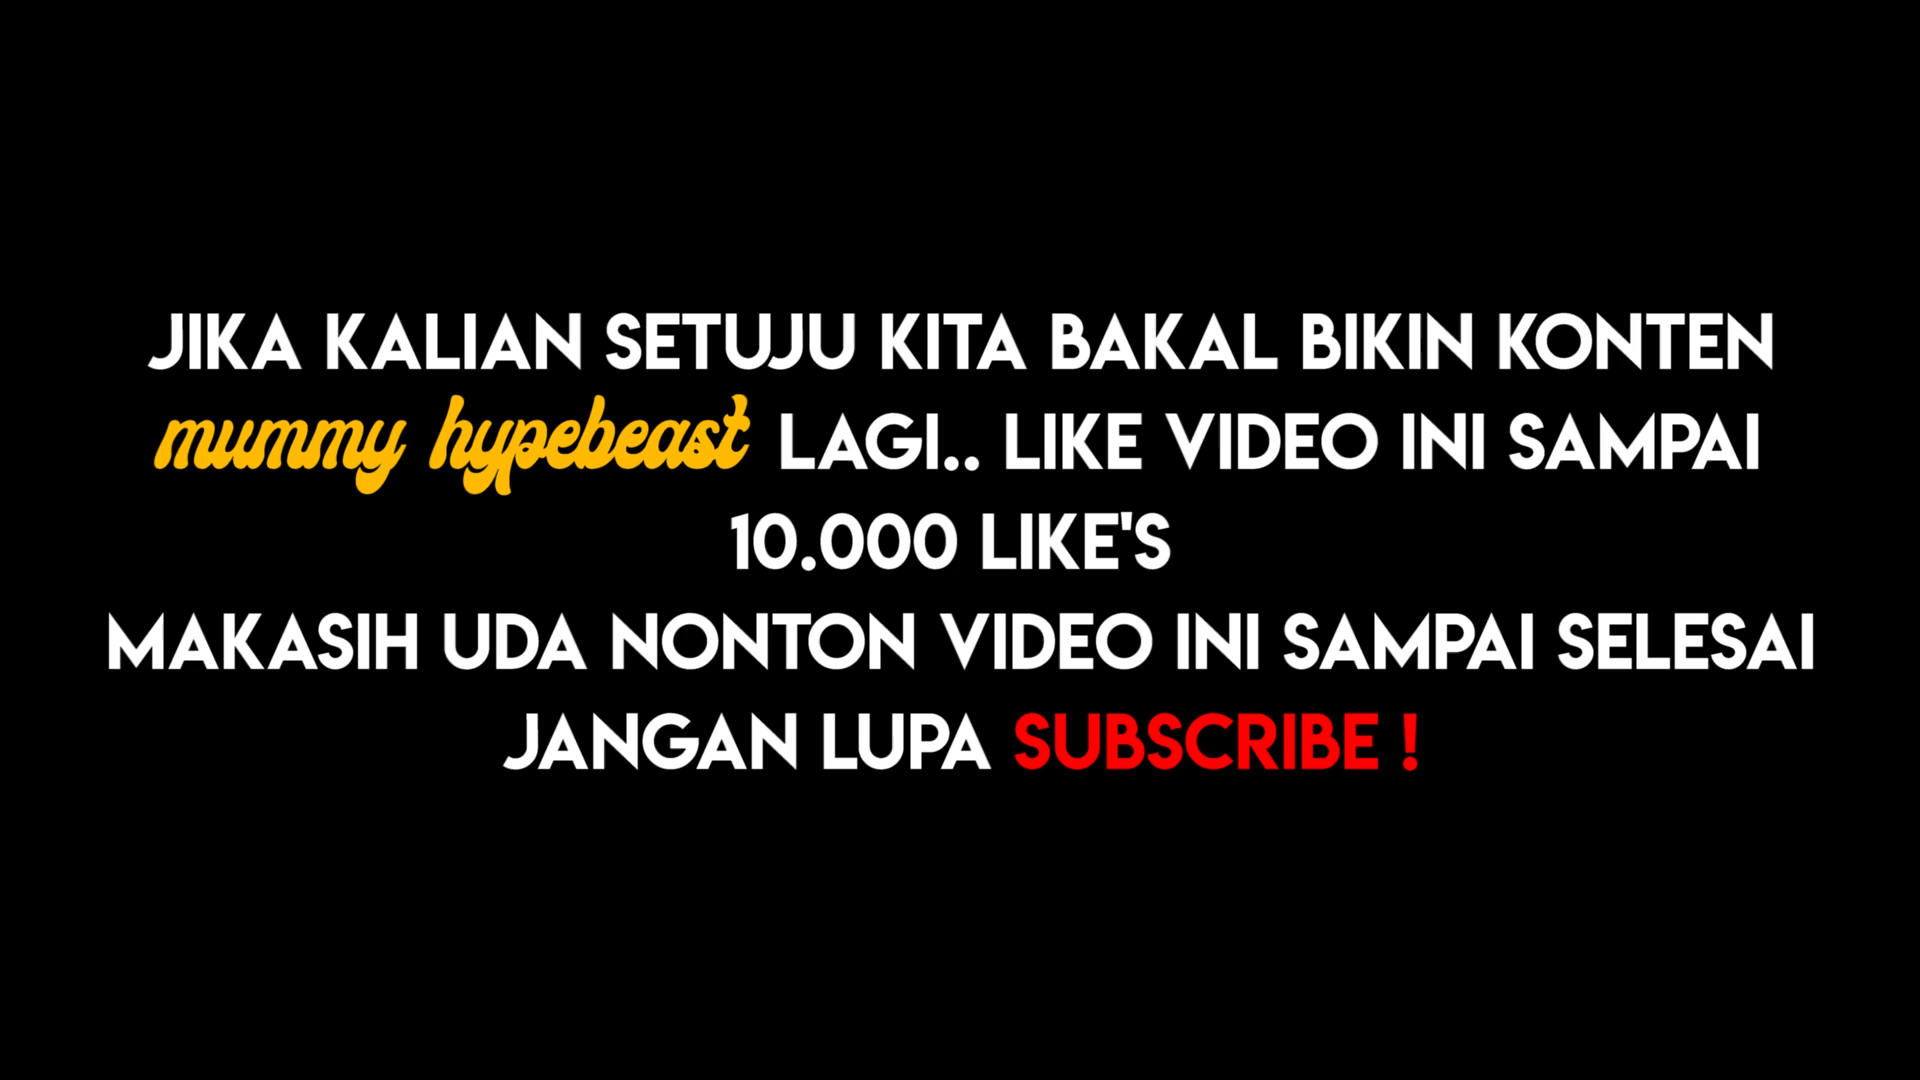 JIKA KALIAN SETUJU KITA BAKAL BIKIN KONTEN
mummy hypebeast LAGI.. LIKE VIDEO INI SAMPAI
10.000 LIKE'S
MAKASIH UDA NONTON VIDEO INI SAMPAI SELESAI
JANGAN LUPA SUBSCRIBE !